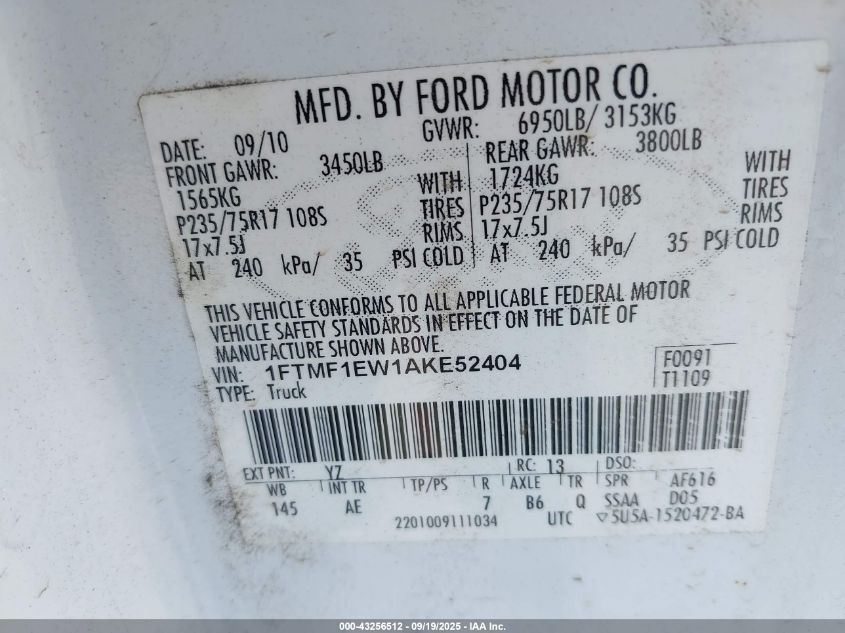 MFD. BY FORD MOTOR CO.
DATE: 09/10 GVWR: 6950LB/ 3153KG
FRONT GAWR: 3450LB REAR GAWR: 3800LB
1565KG WITH 1724KG WITH
P235/75R17 108S TIRES P235/75R17 108S TIRES
17x7.5J RIMS 17x7.5J RIMS
AT 240 kPa/ 35 PSI COLD AT 240 kPa/ 35 PSI COLD
THIS VEHICLE CONFORMS TO ALL APPLICABLE FEDERAL MOTOR
VEHICLE SAFETY STANDARDS IN EFFECT ON THE DATE OF
MANUFACTURE SHOWN ABOVE.
VIN: 1FTMF1EW1AKE52404 F0091
TYPE: Truck T1109
EXT PNT: YZ RC: 13 DSO:
WB INT TR TP/PS R AXLE TR SPR AF616
145 AE 7 B6 Q SSAA D05
2201009111034 UTC ▽5U5A-1520472-BA
000-43256512 - 09/19/2025 - IAA Inc.